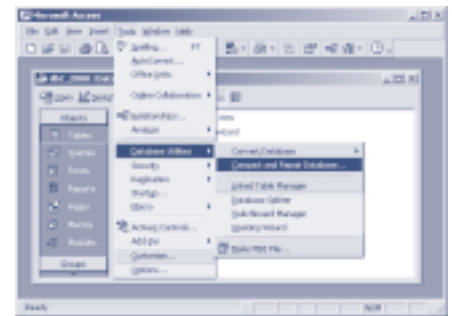 Microsoft Access
File Edit View Insert Tools Window Help
Spelling... F7
AutoCorrect...
Office Links
Online Collaboration
Relationships...
Analyze
Database Utilities
Security
Replication
Startup...
Macro
ActiveX Controls...
Add-Ins
Customize...
Options...
Convert Database
Compact and Repair Database...
Linked Table Manager
Database Splitter
Switchboard Manager
Upsizing Wizard
Make MDE File...
Open
Objects
Tables
Queries
Forms
Reports
Pages
Macros
Modules
Groups
Ready
NUM